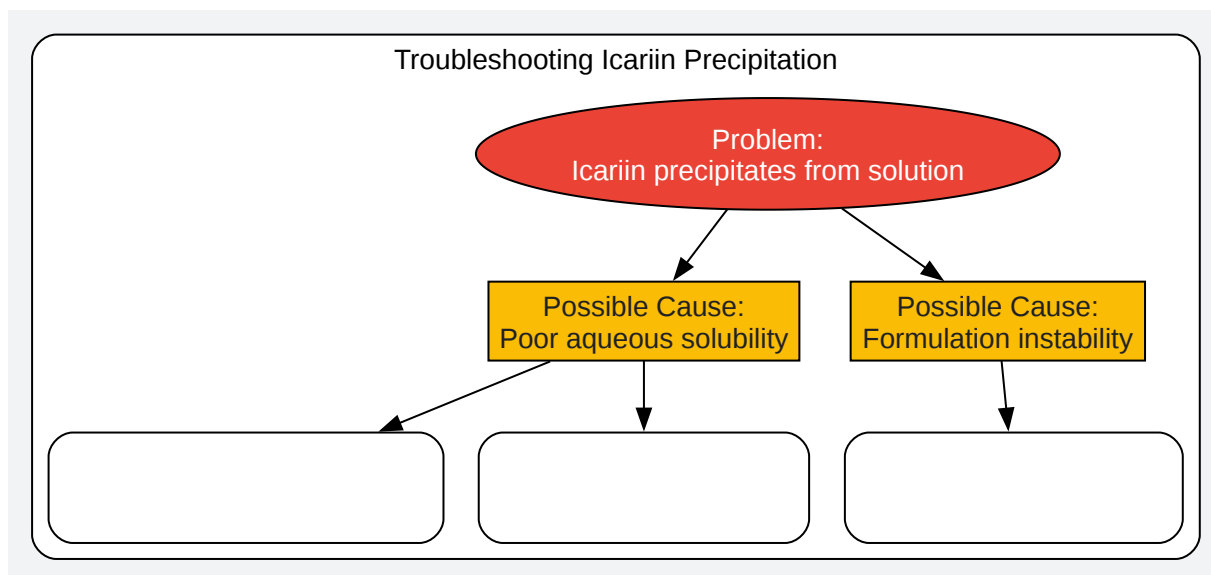 Troubleshooting Icariin Precipitation
Problem:
Icariin precipitates from solution
Possible Cause:
Poor aqueous solubility
Possible Cause:
Formulation instability